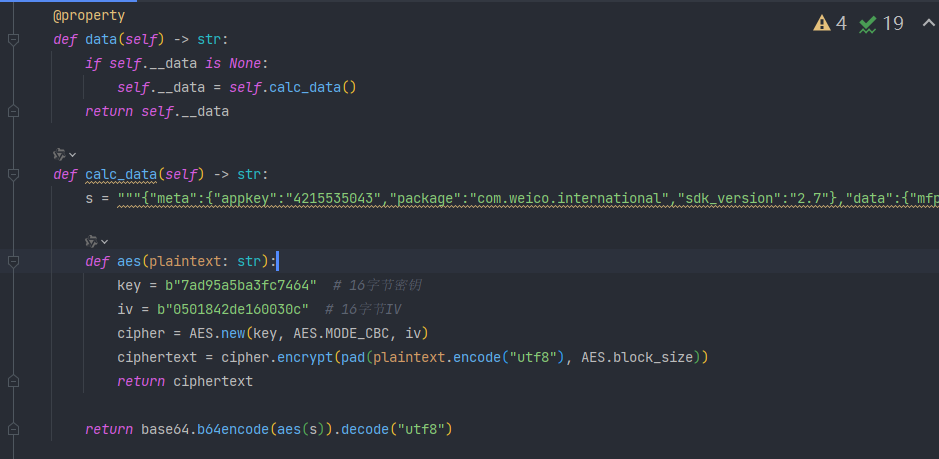 @property
4 19
def data(self) -> str:
if self.__data is None:
self.__data = self.calc_data()
return self.__data
def calc_data(self) -> str:
s = """{"meta":{"appkey":"4215535043","package":"com.weico.international","sdk_version":"2.7"},"data":{"mfp
def aes(plaintext: str):
key = b"7ad95a5ba3fc7464" # 16字节密钥
iv = b"0501842de160030c" # 16字节IV
cipher = AES.new(key, AES.MODE_CBC, iv)
ciphertext = cipher.encrypt(pad(plaintext.encode("utf8"), AES.block_size))
return ciphertext
return base64.b64encode(aes(s)).decode("utf8")